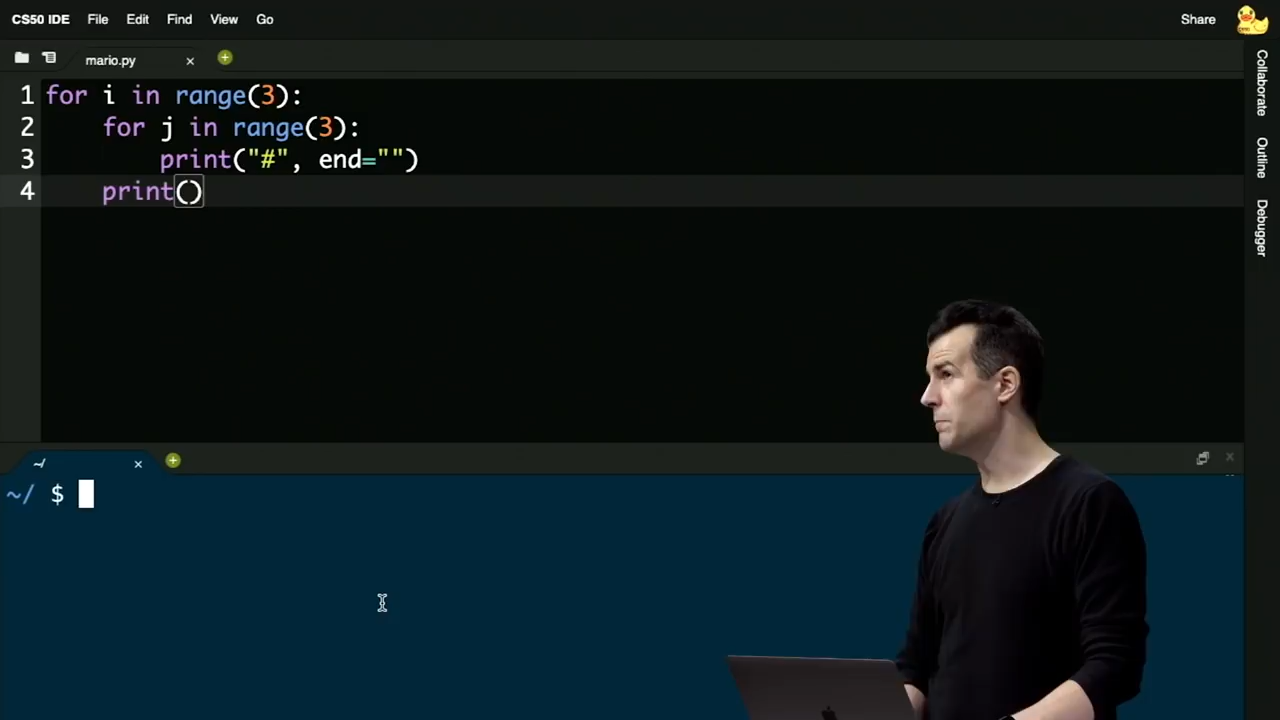 CS50 IDE File Edit Find View Go Share
mario.py
1 for i in range(3):
2     for j in range(3):
3         print("#", end="")
4     print()
Collaborate
Outline
Debugger
~/
~/ $